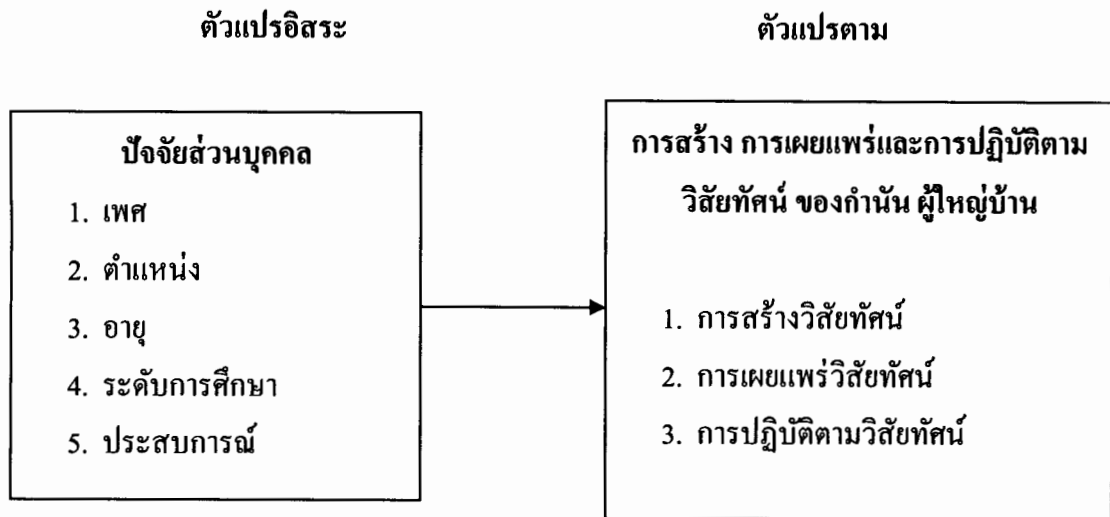 ตัวแปรอิสระ
ตัวแปรตาม
ปัจจัยส่วนบุคคล
1. เพศ
2. ตำแหน่ง
3. อายุ
4. ระดับการศึกษา
5. ประสบการณ์
การสร้าง การเผยแพร่และการปฏิบัติตาม
วิสัยทัศน์ ของกำนัน ผู้ใหญ่บ้าน
1. การสร้างวิสัยทัศน์
2. การเผยแพร่วิสัยทัศน์
3. การปฏิบัติตามวิสัยทัศน์